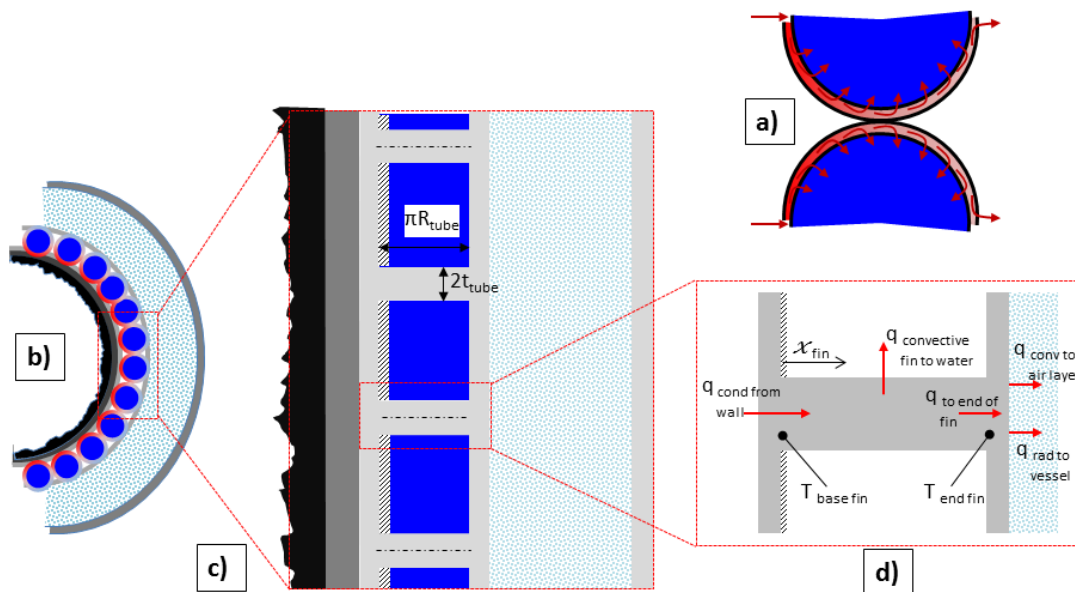 a)
b)
πR_tube
2t_tube
c)
x_fin
q convective
fin to water
q conv to
air laye
q cond from
wall
q to end of
fin
q rad to
vessel
T base fin
T end fin
d)